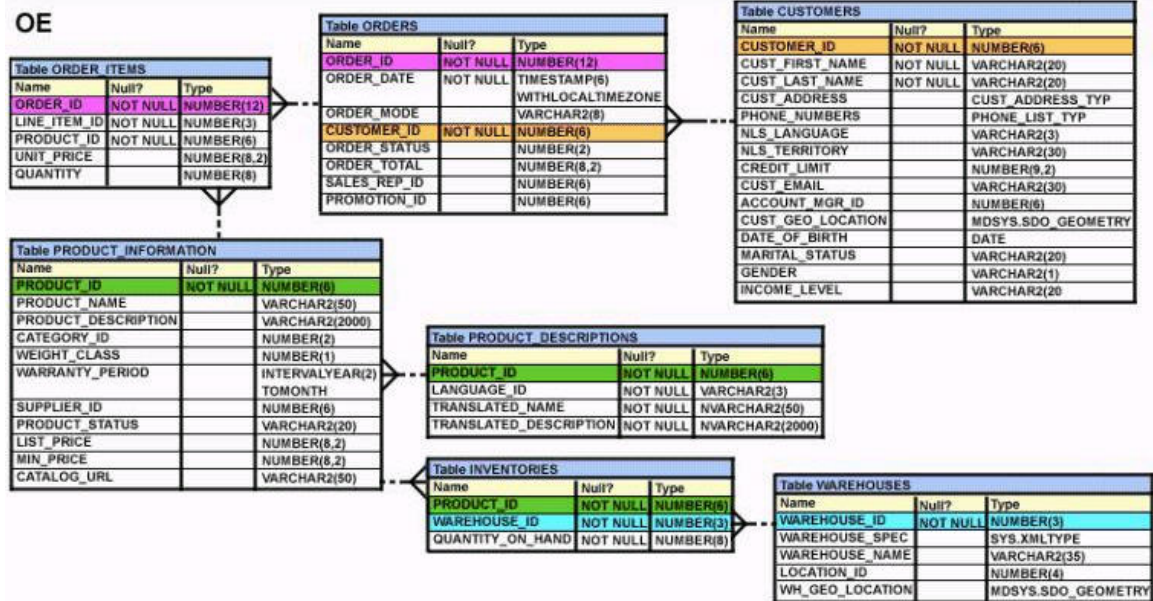 OE
Table ORDERS
Name Null? Type
ORDER_ID NOT NULL NUMBER(12)
ORDER_DATE NOT NULL TIMESTAMP(6)
WITHLOCALTIMEZONE
ORDER_MODE VARCHAR2(8)
CUSTOMER_ID NOT NULL NUMBER(6)
ORDER_STATUS NUMBER(2)
ORDER_TOTAL NUMBER(8,2)
SALES_REP_ID NUMBER(6)
PROMOTION_ID NUMBER(6)
Table CUSTOMERS
Name Null? Type
CUSTOMER_ID NOT NULL NUMBER(6)
CUST_FIRST_NAME NOT NULL VARCHAR2(20)
CUST_LAST_NAME NOT NULL VARCHAR2(20)
CUST_ADDRESS CUST_ADDRESS_TYP
PHONE_NUMBERS PHONE_LIST_TYP
NLS_LANGUAGE VARCHAR2(3)
NLS_TERRITORY VARCHAR2(30)
CREDIT_LIMIT NUMBER(9,2)
CUST_EMAIL VARCHAR2(30)
ACCOUNT_MGR_ID NUMBER(6)
CUST_GEO_LOCATION MDSYS.SDO_GEOMETRY
DATE_OF_BIRTH DATE
MARITAL_STATUS VARCHAR2(20)
GENDER VARCHAR2(1)
INCOME_LEVEL VARCHAR2(20
Table ORDER_ITEMS
Name Null? Type
ORDER_ID NOT NULL NUMBER(12)
LINE_ITEM_ID NOT NULL NUMBER(3)
PRODUCT_ID NOT NULL NUMBER(6)
UNIT_PRICE NUMBER(8,2)
QUANTITY NUMBER(8)
Table PRODUCT_INFORMATION
Name Null? Type
PRODUCT_ID NOT NULL NUMBER(6)
PRODUCT_NAME VARCHAR2(50)
PRODUCT_DESCRIPTION VARCHAR2(2000)
CATEGORY_ID NUMBER(2)
WEIGHT_CLASS NUMBER(1)
WARRANTY_PERIOD INTERVALYEAR(2)
TOMONTH
SUPPLIER_ID NUMBER(6)
PRODUCT_STATUS VARCHAR2(20)
LIST_PRICE NUMBER(8,2)
MIN_PRICE NUMBER(8,2)
CATALOG_URL VARCHAR2(50)
Table PRODUCT_DESCRIPTIONS
Name Null? Type
PRODUCT_ID NOT NULL NUMBER(6)
LANGUAGE_ID NOT NULL VARCHAR2(3)
TRANSLATED_NAME NOT NULL NVARCHAR2(50)
TRANSLATED_DESCRIPTION NOT NULL NVARCHAR2(2000)
Table INVENTORIES
Name Null? Type
PRODUCT_ID NOT NULL NUMBER(6)
WAREHOUSE_ID NOT NULL NUMBER(3)
QUANTITY_ON_HAND NOT NULL NUMBER(8)
Table WAREHOUSES
Name Null? Type
WAREHOUSE_ID NOT NULL NUMBER(3)
WAREHOUSE_SPEC SYS.XMLTYPE
WAREHOUSE_NAME VARCHAR2(35)
LOCATION_ID NUMBER(4)
WH_GEO_LOCATION MDSYS.SDO_GEOMETRY